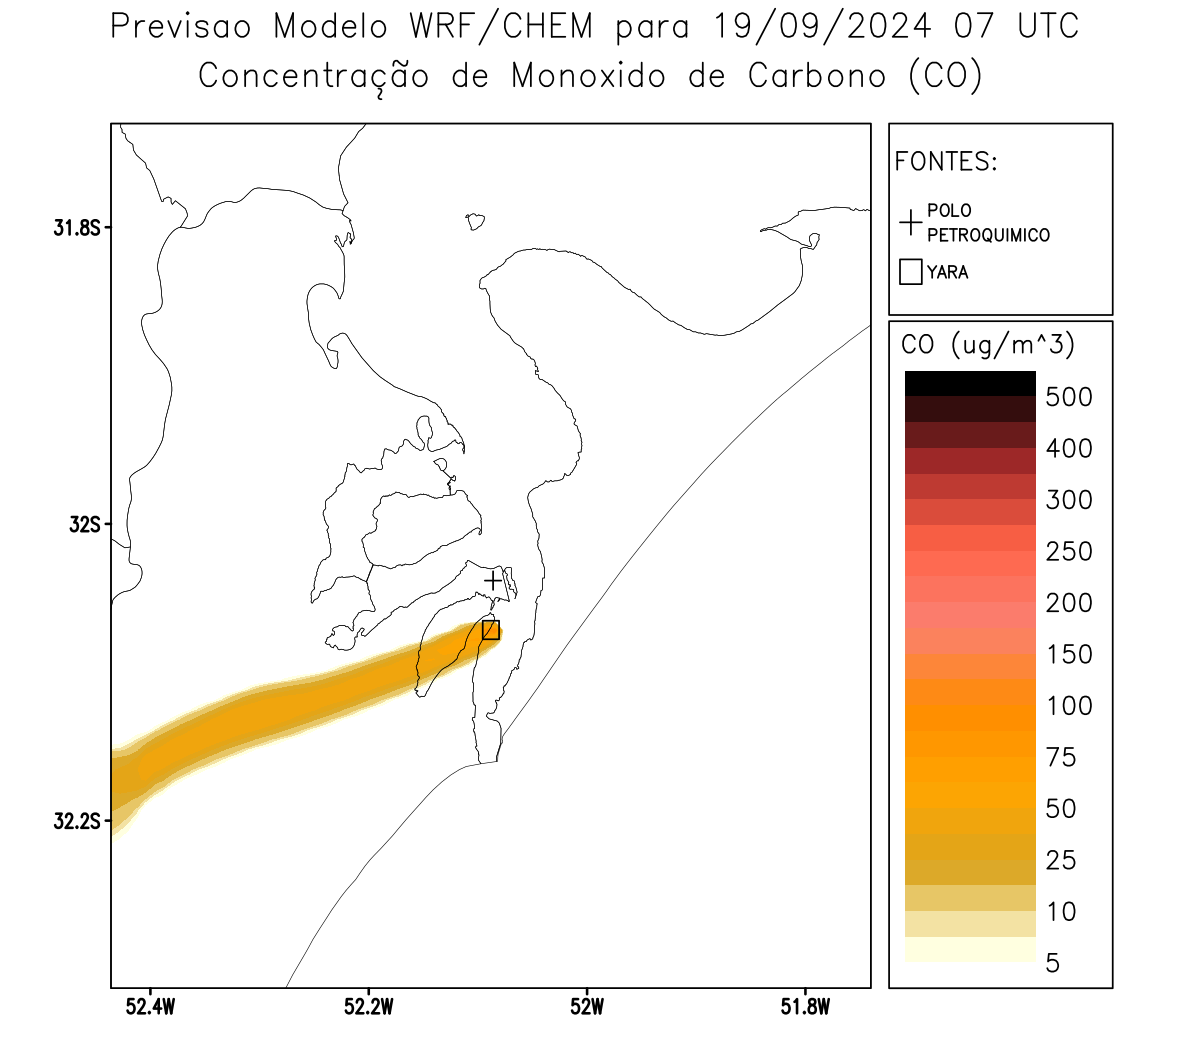 Previsao Modelo WRF/CHEM para 19/09/2024 07 UTC
Concentração de Monoxido de Carbono (CO)
FONTES:
POLO
PETROQUIMICO
YARA
CO (ug/m^3)
500
400
300
250
200
150
100
75
50
25
10
5
31.8S
32S
32.2S
52.4W
52.2W
52W
51.8W